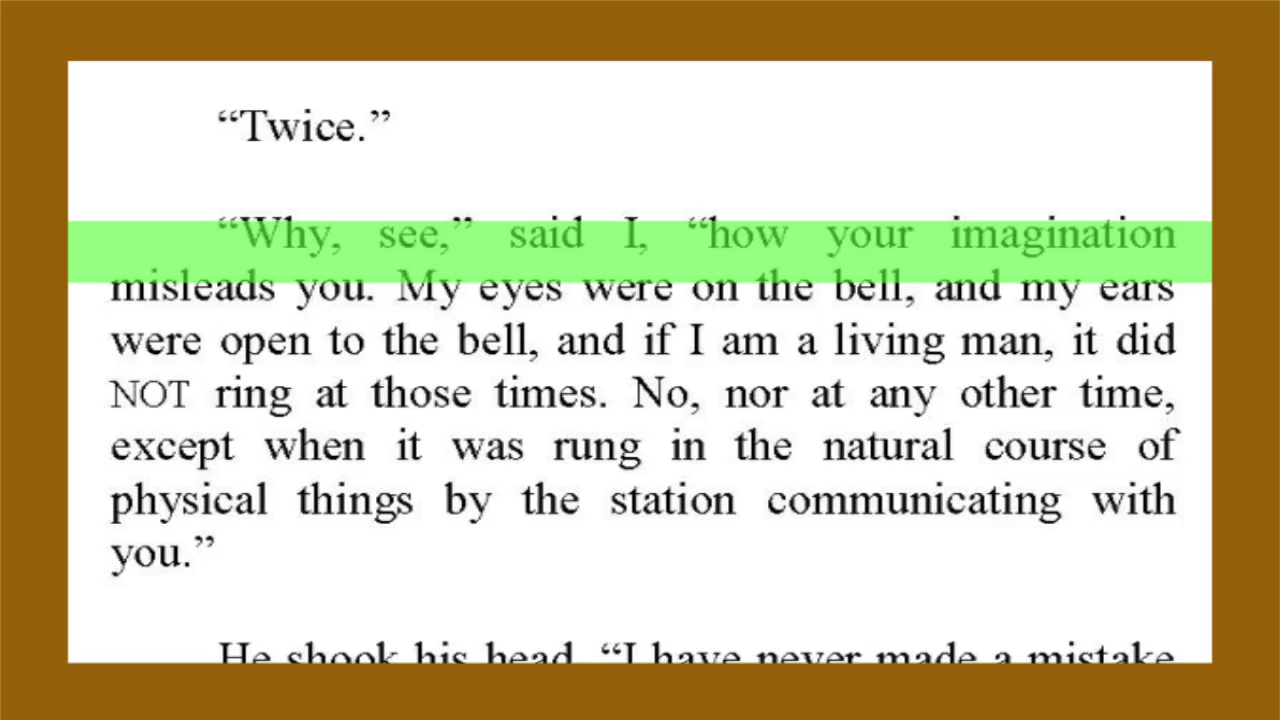 “Twice.”
“Why, see,” said I, “how your imagination
misleads you. My eyes were on the bell, and my ears
were open to the bell, and if I am a living man, it did
NOT ring at those times. No, nor at any other time,
except when it was rung in the natural course of
physical things by the station communicating with
you.”
He shook his head. “I have never made a mistake